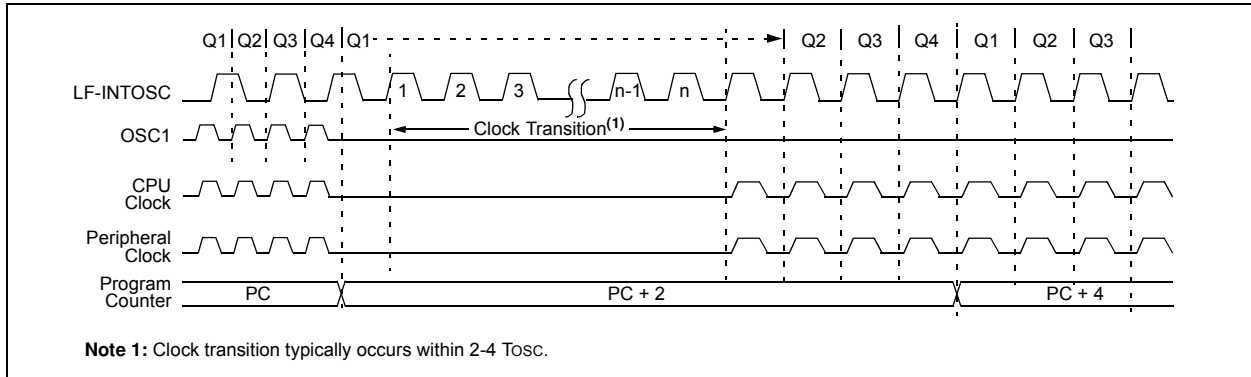 Q1 Q2 Q3 Q4 Q1 Q2 Q3 Q4 Q1 Q2 Q3
LF-INTOSC 1 2 3 n-1 n
Clock Transition(1)
OSC1
CPU
Clock
Peripheral
Clock
Program
Counter
PC PC + 2 PC + 4
Note 1: Clock transition typically occurs within 2-4 TOSC.